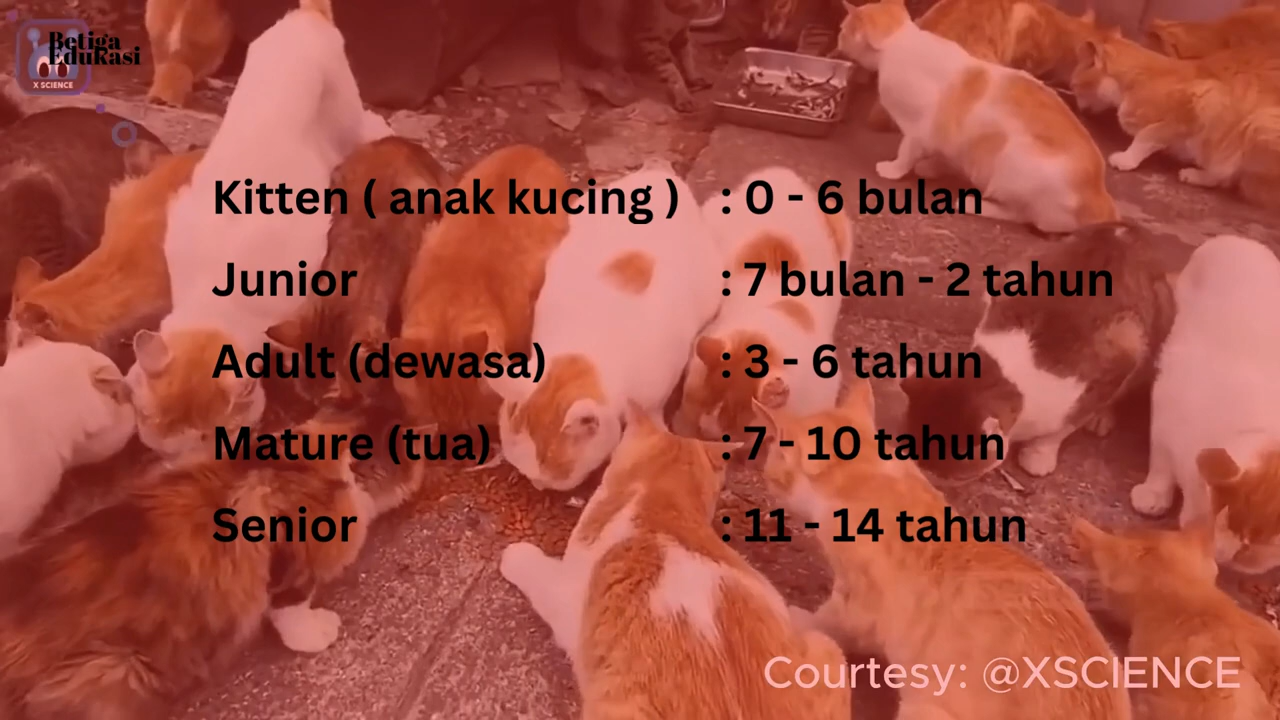 Betiga
Edukasi
X SCIENCE
Kitten ( anak kucing ) : 0 - 6 bulan
Junior : 7 bulan - 2 tahun
Adult (dewasa) : 3 - 6 tahun
Mature (tua) : 7 - 10 tahun
Senior : 11 - 14 tahun
Courtesy: @XSCIENCE